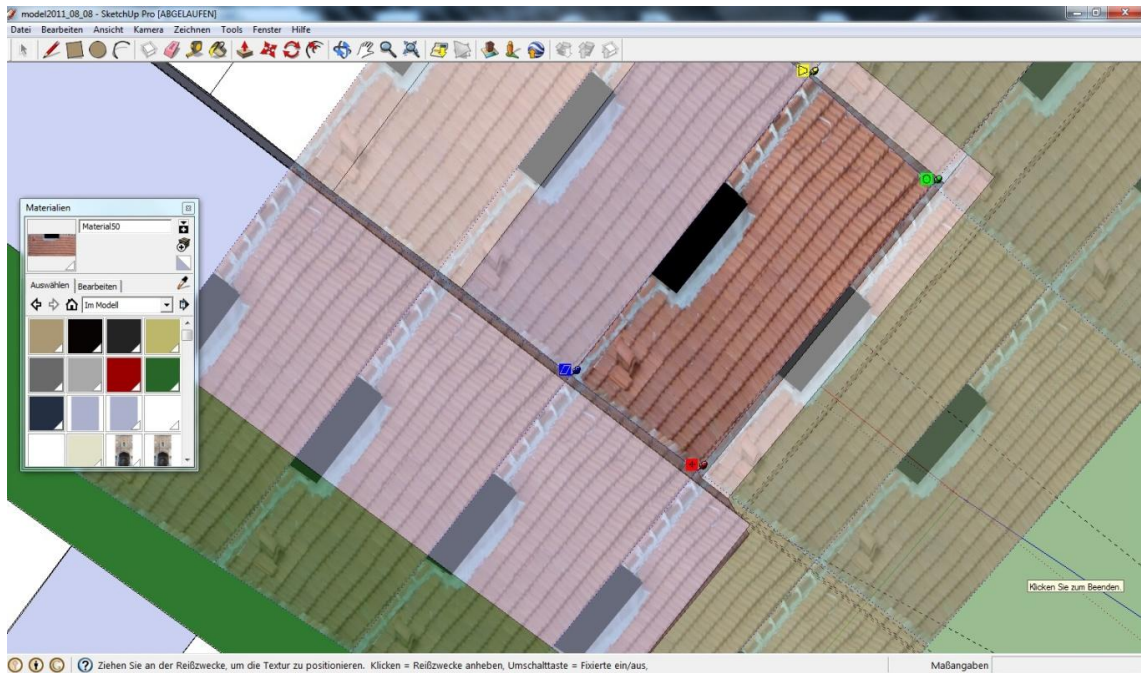 model2011_08_08 - SketchUp Pro [ABGELAUFEN]
Datei Bearbeiten Ansicht Kamera Zeichnen Tools Fenster Hilfe
Materialien
Material50
Auswählen Bearbeiten
Im Modell
Klicken Sie zum Beenden.
Ziehen Sie an der Reißzwecke, um die Textur zu positionieren. Klicken = Reißzwecke anheben, Umschalttaste = Fixierte ein/aus,
Maßangaben